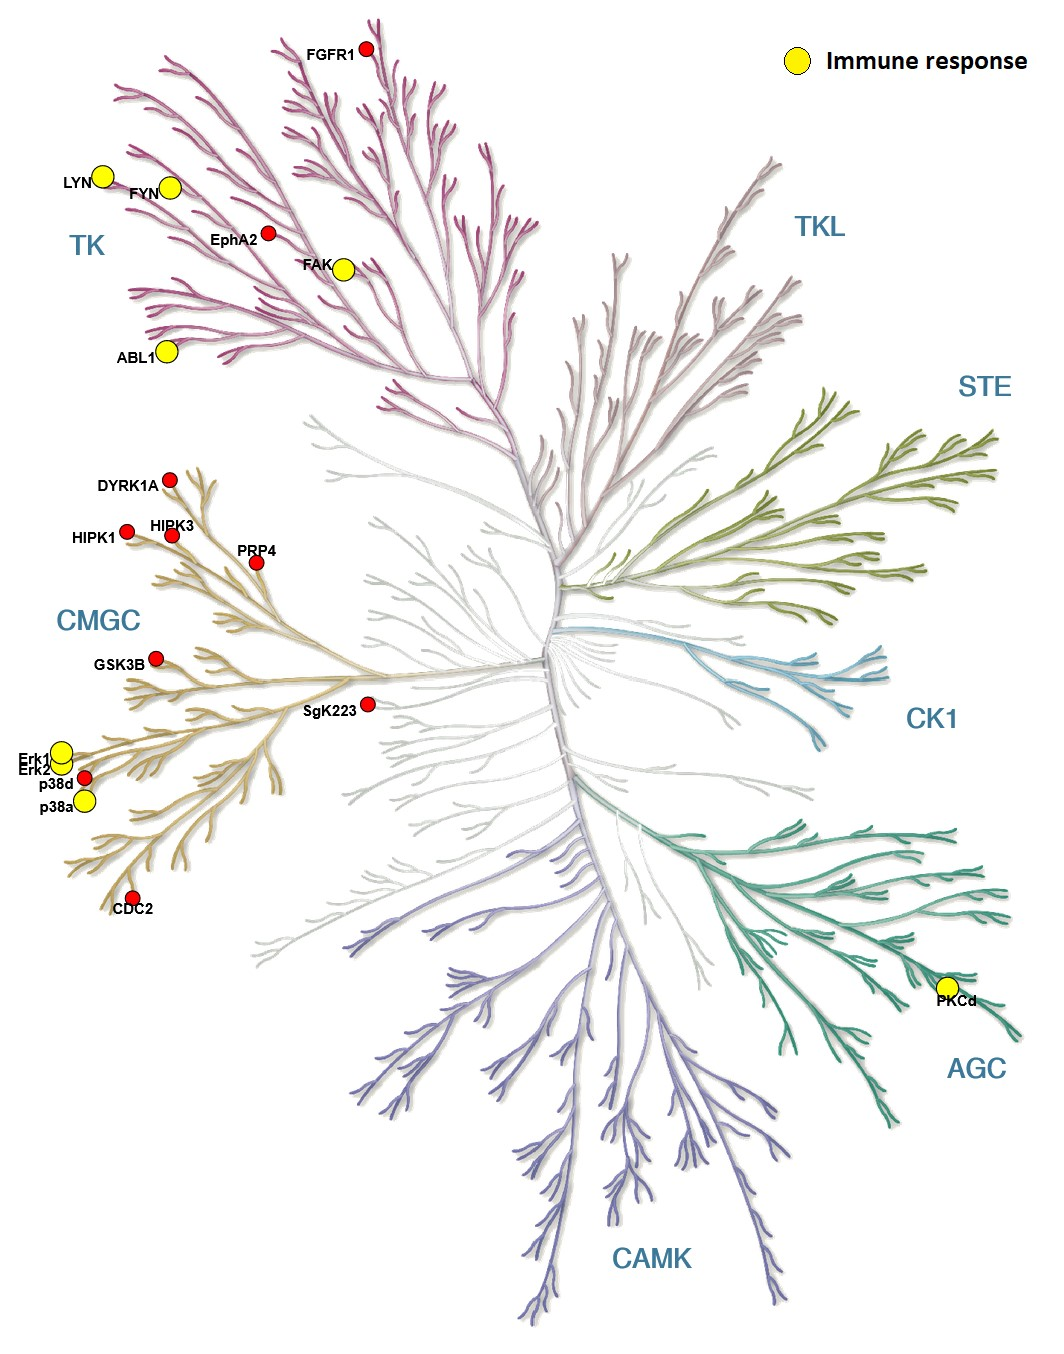 FGFR1
Immune response
LYN
FYN
TK
EphA2
FAK
TKL
ABL1
STE
DYRK1A
HIPK1
HIPK3
PRP4
CMGC
GSK3B
SgK223
CK1
Erk1
Erk2
p38d
p38a
CDC2
PKCd
AGC
CAMK